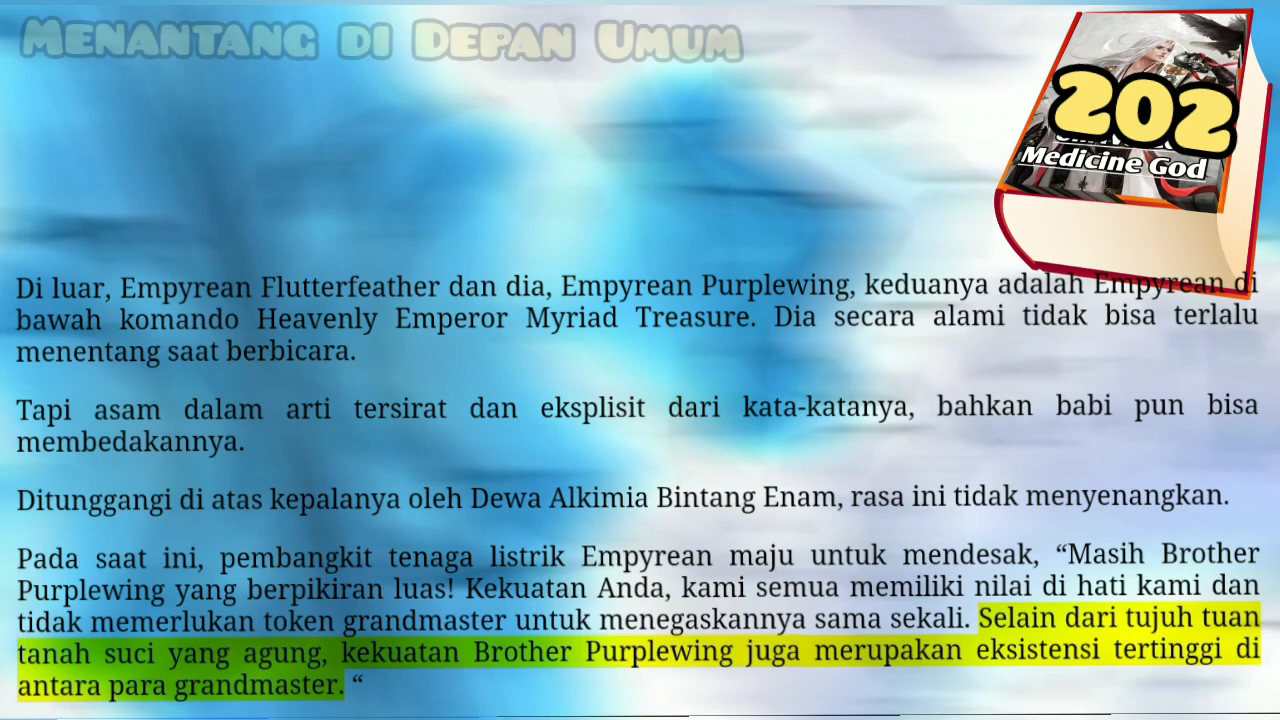 Menantang di Depan Umum
202
Medicine God
Di luar, Empyrean Flutterfeather dan dia, Empyrean Purplewing, keduanya adalah Empyrean di
bawah komando Heavenly Emperor Myriad Treasure. Dia secara alami tidak bisa terlalu
menentang saat berbicara.
Tapi asam dalam arti tersirat dan eksplisit dari kata-katanya, bahkan babi pun bisa
membedakannya.
Ditunggangi di atas kepalanya oleh Dewa Alkimia Bintang Enam, rasa ini tidak menyenangkan.
Pada saat ini, pembangkit tenaga listrik Empyrean maju untuk mendesak, “Masih Brother
Purplewing yang berpikiran luas! Kekuatan Anda, kami semua memiliki nilai di hati kami dan
tidak memerlukan token grandmaster untuk menegaskannya sama sekali. Selain dari tujuh tuan
tanah suci yang agung, kekuatan Brother Purplewing juga merupakan eksistensi tertinggi di
antara para grandmaster. “